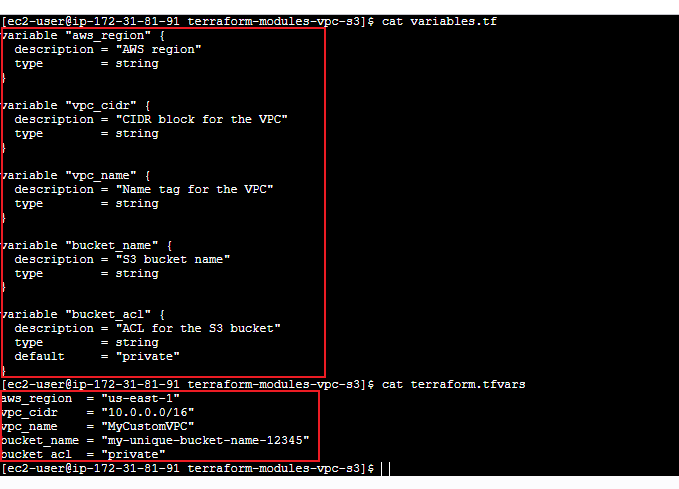 [ec2-user@ip-172-31-81-91 terraform-modules-vpc-s3]$ cat variables.tf
variable "aws_region" {
  description = "AWS region"
  type        = string
}
variable "vpc_cidr" {
  description = "CIDR block for the VPC"
  type        = string
}
variable "vpc_name" {
  description = "Name tag for the VPC"
  type        = string
}
variable "bucket_name" {
  description = "S3 bucket name"
  type        = string
}
variable "bucket_acl" {
  description = "ACL for the S3 bucket"
  type        = string
  default     = "private"
}
[ec2-user@ip-172-31-81-91 terraform-modules-vpc-s3]$ cat terraform.tfvars
aws_region  = "us-east-1"
vpc_cidr    = "10.0.0.0/16"
vpc_name    = "MyCustomVPC"
bucket_name = "my-unique-bucket-name-12345"
bucket_acl  = "private"
[ec2-user@ip-172-31-81-91 terraform-modules-vpc-s3]$